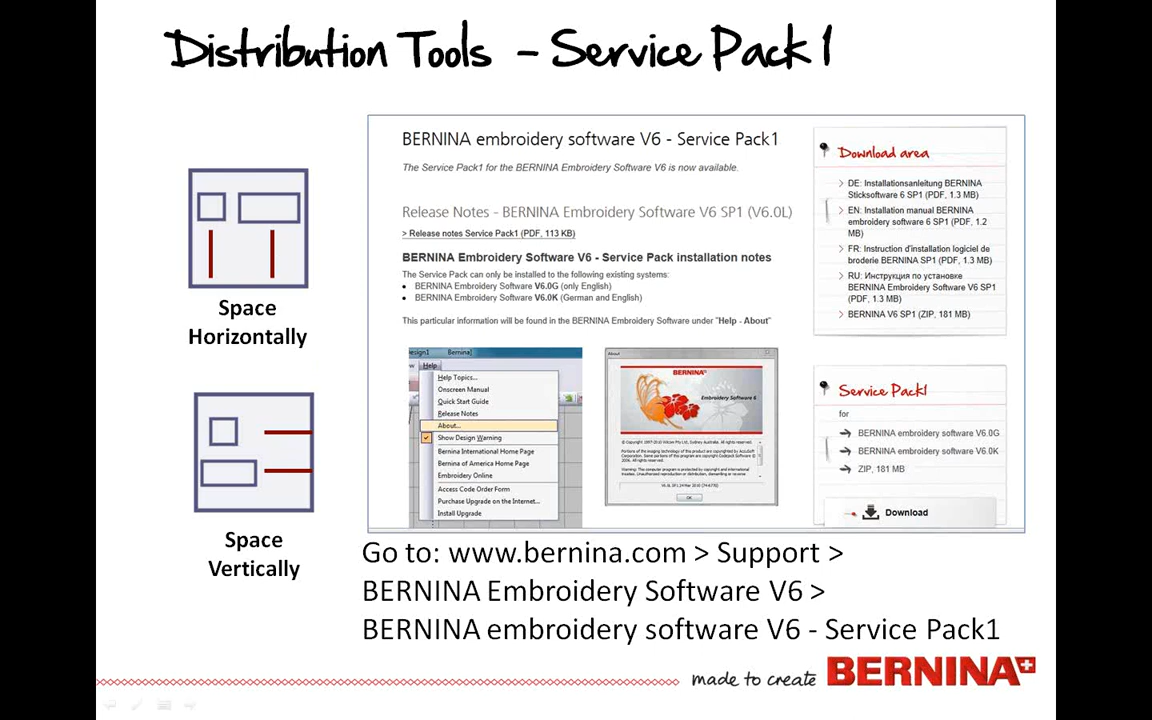 Distribution Tools - Service Pack 1
Space
Horizontally
Space
Vertically
BERNINA embroidery software V6 - Service Pack1
The Service Pack1 for the BERNINA Embroidery Software V6 is now available.
Release Notes - BERNINA Embroidery Software V6 SP1 (V6.0L)
> Release notes Service Pack1 (PDF, 113 KB)
BERNINA Embroidery Software V6 - Service Pack installation notes
The Service Pack can only be installed to the following existing systems:
• BERNINA Embroidery Software V6.0G (only English)
• BERNINA Embroidery Software V6.0K (German and English)
This particular information will be found in the BERNINA Embroidery Software under "Help - About"
esign1 Bernina]
w Help
Help Topics...
Onscreen Manual
Quick Start Guide
Release Notes
About...
Show Design Warning
Bernina International Home Page
Bernina of America Home Page
Embroidery Online
Access Code Order Form
Purchase Upgrade on the Internet...
Install Upgrade
About
BERNINA
Embroidery Software 6
OK
Download area
> DE: Installationsanleitung BERNINA
Sticksoftware 6 SP1 (PDF, 1.3 MB)
> EN: Installation manual BERNINA
embroidery software 6 SP1 (PDF, 1.2
MB)
> FR: Instruction d'installation logiciel de
broderie BERNINA SP1 (PDF, 1.3 MB)
> RU: Инструкция по установке
BERNINA Embroidery Software V6 SP1
(PDF, 1.3 MB)
> BERNINA V6 SP1 (ZIP, 181 MB)
Service Pack1
for
→ BERNINA embroidery software V6.0G
→ BERNINA embroidery software V6.0K
→ ZIP, 181 MB
Download
Go to: www.bernina.com > Support >
BERNINA Embroidery Software V6 >
BERNINA embroidery software V6 - Service Pack1
made to create BERNINA